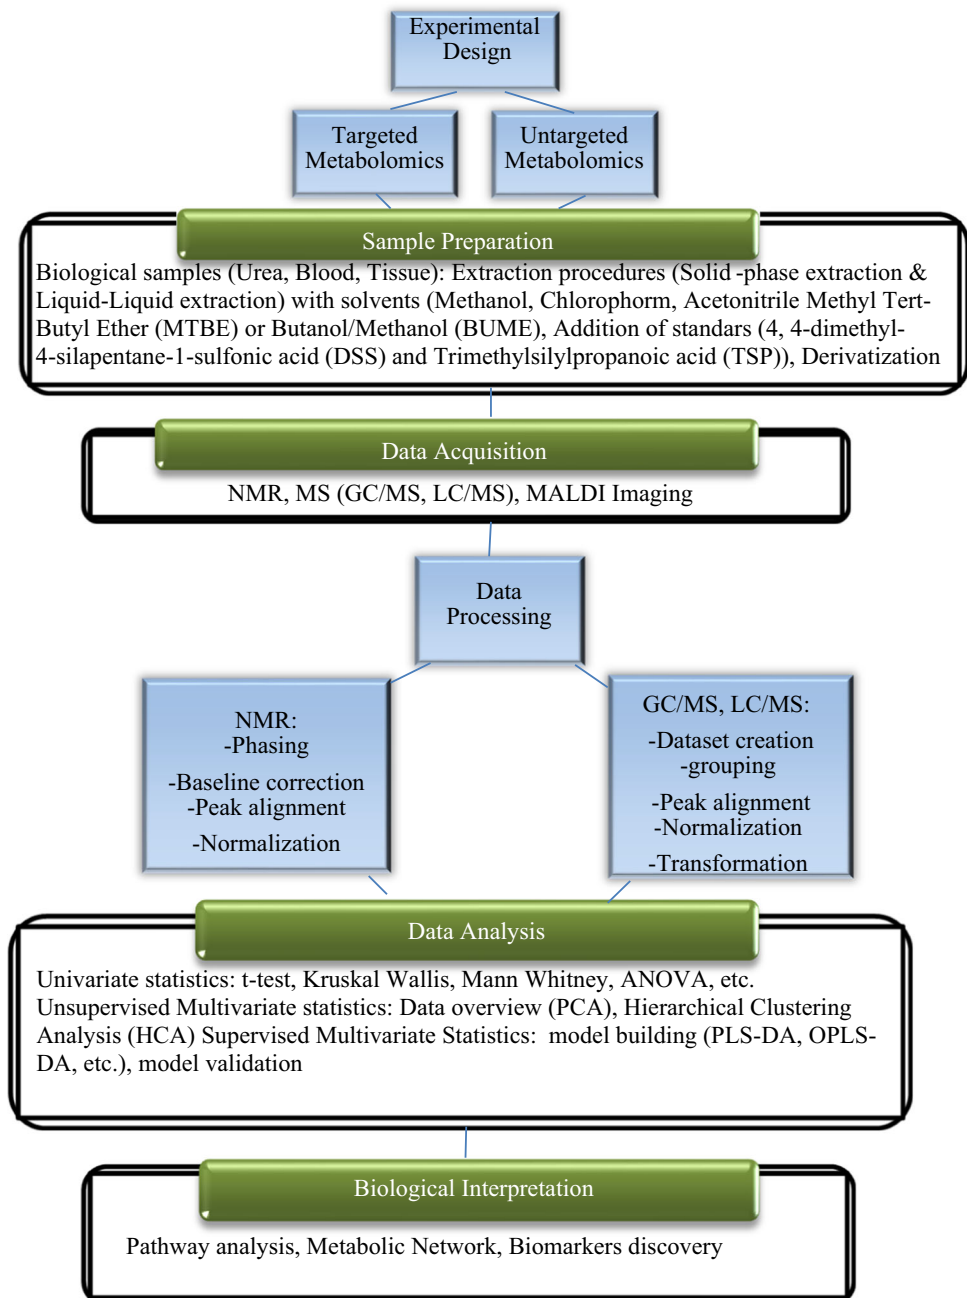 Experimental
Design
Targeted
Metabolomics
Untargeted
Metabolomics
Sample Preparation
Biological samples (Urea, Blood, Tissue): Extraction procedures (Solid -phase extraction &
Liquid-Liquid extraction) with solvents (Methanol, Chlorophorm, Acetonitrile Methyl Tert-
Butyl Ether (MTBE) or Butanol/Methanol (BUME), Addition of standars (4, 4-dimethyl-
4-silapentane-1-sulfonic acid (DSS) and Trimethylsilylpropanoic acid (TSP)), Derivatization
Data Acquisition
NMR, MS (GC/MS, LC/MS), MALDI Imaging
Data
Processing
NMR:
-Phasing
-Baseline correction
-Peak alignment
-Normalization
GC/MS, LC/MS:
-Dataset creation
-grouping
-Peak alignment
-Normalization
-Transformation
Data Analysis
Univariate statistics: t-test, Kruskal Wallis, Mann Whitney, ANOVA, etc.
Unsupervised Multivariate statistics: Data overview (PCA), Hierarchical Clustering
Analysis (HCA) Supervised Multivariate Statistics:  model building (PLS-DA, OPLS-
DA, etc.), model validation
Biological Interpretation
Pathway analysis, Metabolic Network, Biomarkers discovery